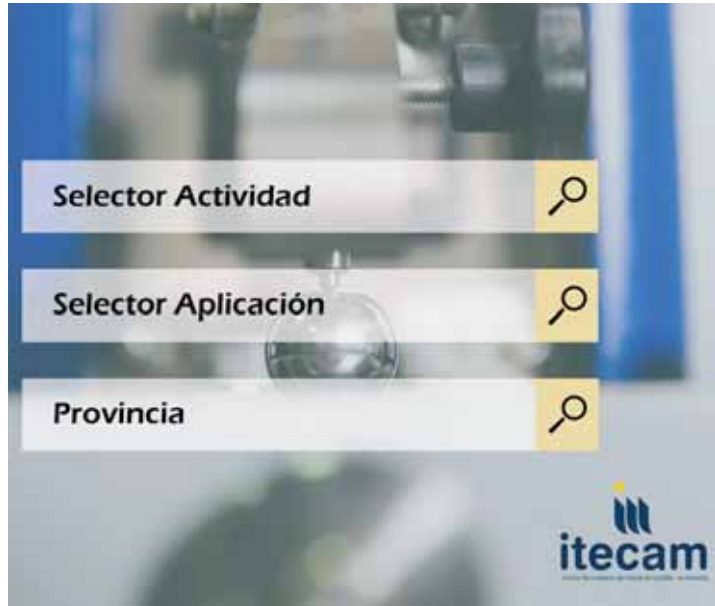 Selector Actividad
Selector Aplicación
Provincia
itecam